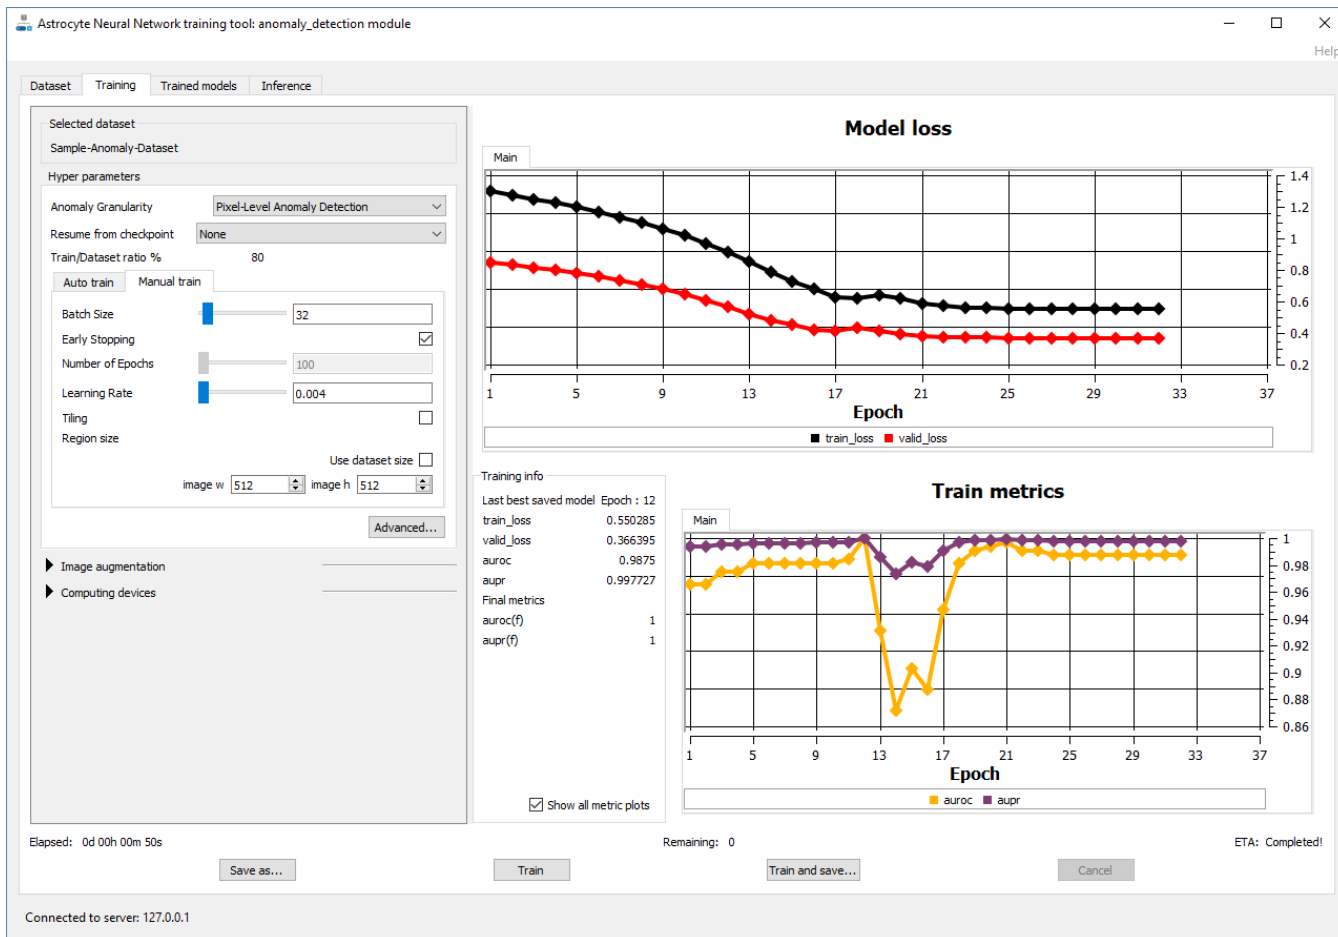 Astrocyte Neural Network training tool: anomaly_detection module
Help
Dataset Training Trained models Inference
Selected dataset
Sample-Anomaly-Dataset
Hyper parameters
Anomaly Granularity Pixel-Level Anomaly Detection
Resume from checkpoint None
Train/Dataset ratio % 80
Auto train Manual train
Batch Size 32
Early Stopping
Number of Epochs 100
Learning Rate 0.004
Tiling
Region size
Use dataset size
image w 512 image h 512
Advanced...
Image augmentation
Computing devices
Model loss
Main
1.4
1.2
1
0.8
0.6
0.4
0.2
1 5 9 13 17 21 25 29 33 37
Epoch
train_loss valid_loss
Training info
Last best saved model Epoch : 12
train_loss 0.550285
valid_loss 0.366395
auroc 0.9875
aupr 0.997727
Final metrics
auroc(f) 1
aupr(f) 1
Show all metric plots
Train metrics
Main
1
0.98
0.96
0.94
0.92
0.9
0.88
0.86
1 5 9 13 17 21 25 29 33 37
Epoch
auroc aupr
Elapsed: 0d 00h 00m 50s Remaining: 0 ETA: Completed!
Save as... Train Train and save... Cancel
Connected to server: 127.0.0.1